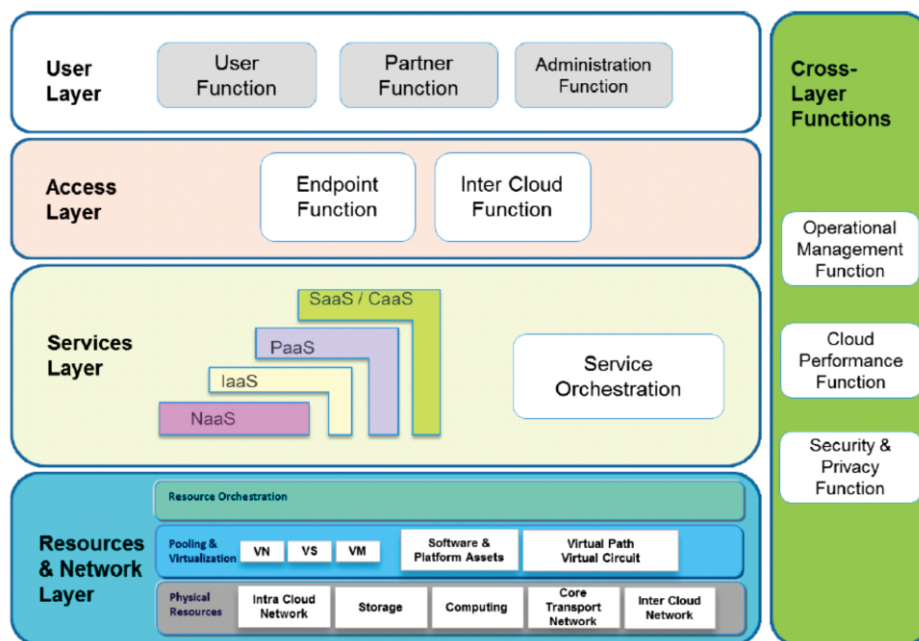 User
Layer
User
Function
Partner
Function
Administration
Function
Cross-
Layer
Functions
Access
Layer
Endpoint
Function
Inter Cloud
Function
Operational
Management
Function
Services
Layer
SaaS / CaaS
PaaS
IaaS
NaaS
Service
Orchestration
Cloud
Performance
Function
Security &
Privacy
Function
Resources
& Network
Layer
Resource Orchestration
Pooling &
Virtualization
VN
VS
VM
Software &
Platform Assets
Virtual Path
Virtual Circuit
Physical
Resources
Intra Cloud
Network
Storage
Computing
Core
Transport
Network
Inter Cloud
Network